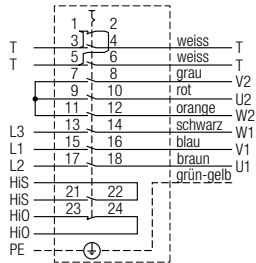 1 2
T 3 4 weiss T
T 5 6 weiss T
7 8 grau V2
9 10 rot U2
11 12 orange W2
L3 13 14 schwarz W1
L1 15 16 blau V1
L2 17 18 braun U1
HiS grün-gelb
HiS 21 22
HiO 23 24
HiO
PE